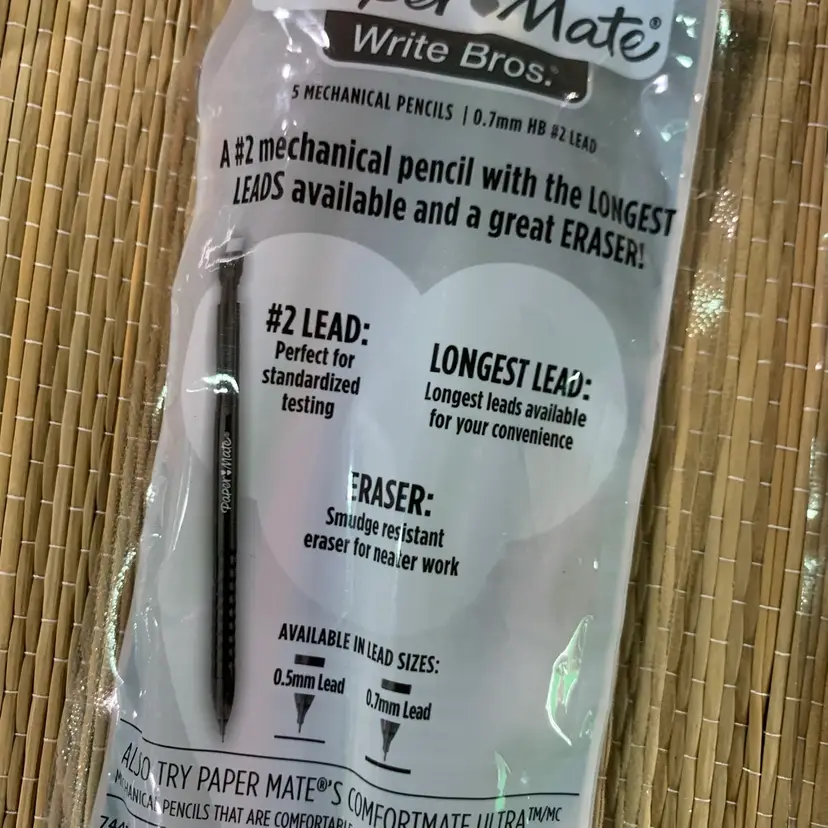 Paper Mate®
Write Bros.®
5 MECHANICAL PENCILS | 0.7mm HB #2 LEAD
A #2 mechanical pencil with the LONGEST
LEADS available and a great ERASER!
#2 LEAD:
Perfect for
standardized
testing
LONGEST LEAD:
Longest leads available
for your convenience
Paper Mate®
ERASER:
Smudge resistant
eraser for neater work
AVAILABLE IN LEAD SIZES:
0.5mm Lead
0.7mm Lead
ALSO TRY PAPER MATE®'S COMFORTMATE ULTRA™/MC
MECHANICAL PENCILS THAT ARE COMFORTABLE